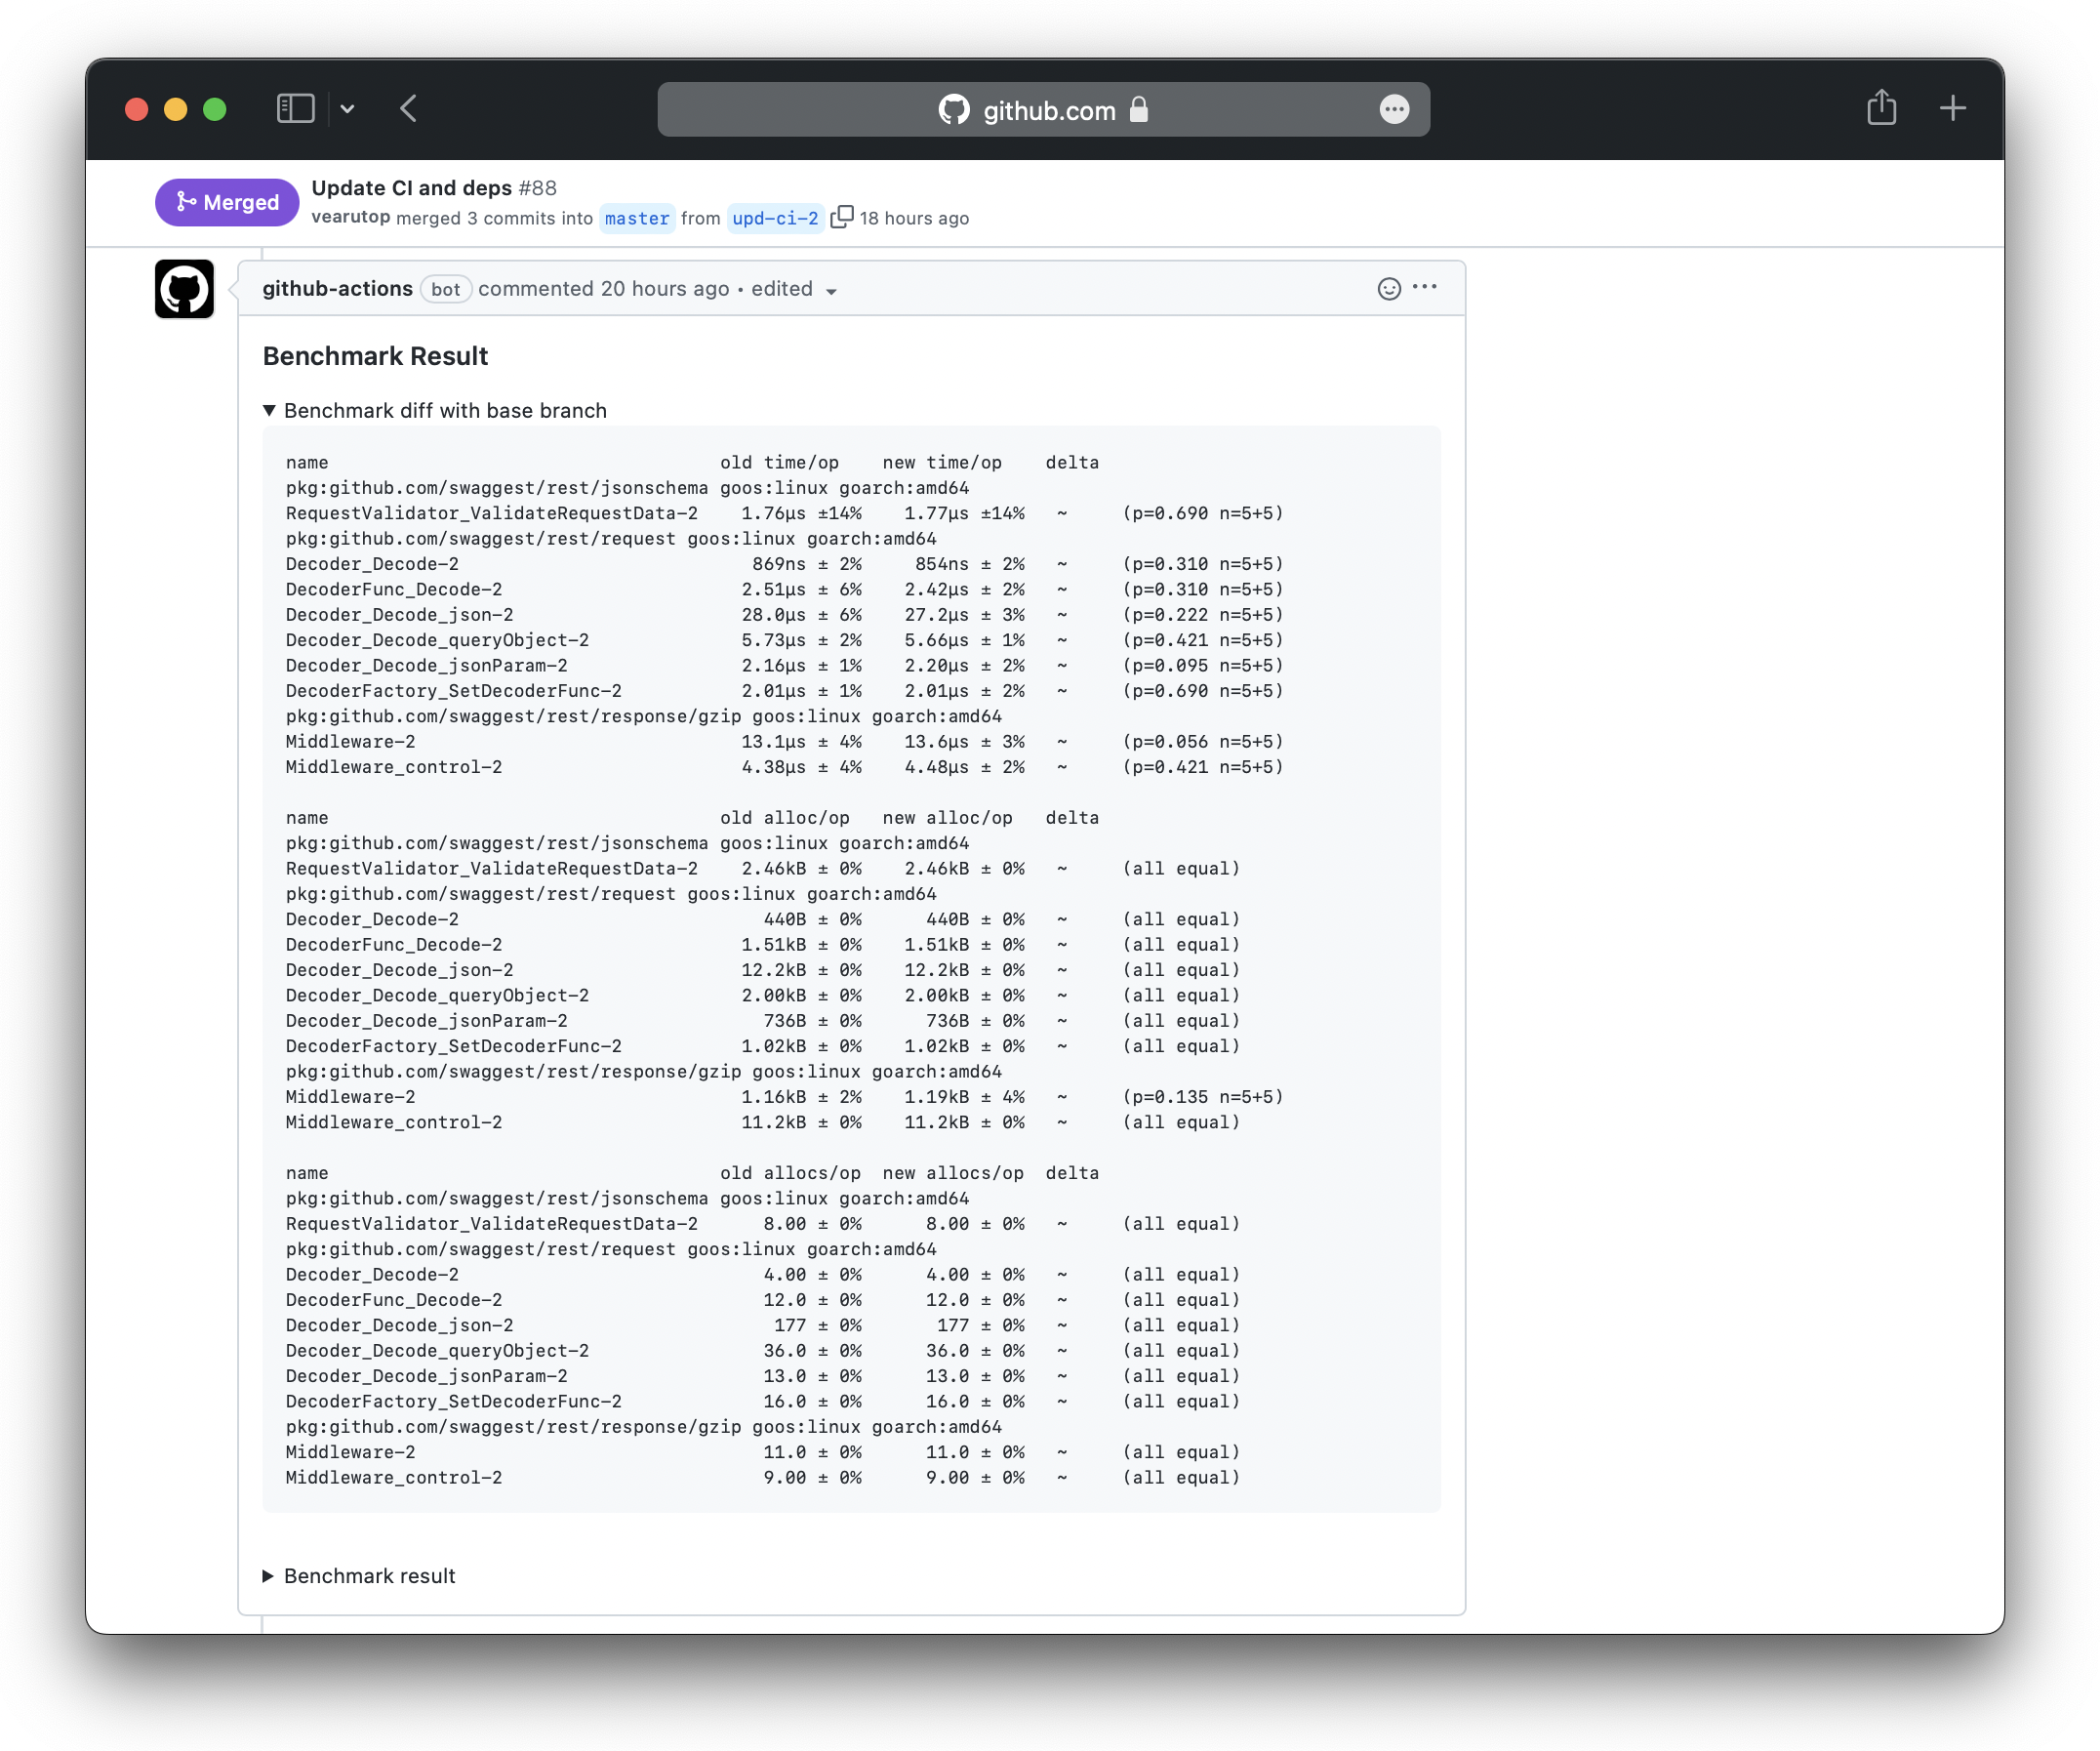 github.com
Merged
Update CI and deps #88
vearutop merged 3 commits into master from upd-ci-2 18 hours ago
github-actions bot commented 20 hours ago • edited
Benchmark Result
▼ Benchmark diff with base branch
name old time/op new time/op delta
pkg:github.com/swaggest/rest/jsonschema goos:linux goarch:amd64
RequestValidator_ValidateRequestData-2 1.76µs ±14% 1.77µs ±14% ~ (p=0.690 n=5+5)
pkg:github.com/swaggest/rest/request goos:linux goarch:amd64
Decoder_Decode-2 869ns ± 2% 854ns ± 2% ~ (p=0.310 n=5+5)
DecoderFunc_Decode-2 2.51µs ± 6% 2.42µs ± 2% ~ (p=0.310 n=5+5)
Decoder_Decode_json-2 28.0µs ± 6% 27.2µs ± 3% ~ (p=0.222 n=5+5)
Decoder_Decode_queryObject-2 5.73µs ± 2% 5.66µs ± 1% ~ (p=0.421 n=5+5)
Decoder_Decode_jsonParam-2 2.16µs ± 1% 2.20µs ± 2% ~ (p=0.095 n=5+5)
DecoderFactory_SetDecoderFunc-2 2.01µs ± 1% 2.01µs ± 2% ~ (p=0.690 n=5+5)
pkg:github.com/swaggest/rest/response/gzip goos:linux goarch:amd64
Middleware-2 13.1µs ± 4% 13.6µs ± 3% ~ (p=0.056 n=5+5)
Middleware_control-2 4.38µs ± 4% 4.48µs ± 2% ~ (p=0.421 n=5+5)
name old alloc/op new alloc/op delta
pkg:github.com/swaggest/rest/jsonschema goos:linux goarch:amd64
RequestValidator_ValidateRequestData-2 2.46kB ± 0% 2.46kB ± 0% ~ (all equal)
pkg:github.com/swaggest/rest/request goos:linux goarch:amd64
Decoder_Decode-2 440B ± 0% 440B ± 0% ~ (all equal)
DecoderFunc_Decode-2 1.51kB ± 0% 1.51kB ± 0% ~ (all equal)
Decoder_Decode_json-2 12.2kB ± 0% 12.2kB ± 0% ~ (all equal)
Decoder_Decode_queryObject-2 2.00kB ± 0% 2.00kB ± 0% ~ (all equal)
Decoder_Decode_jsonParam-2 736B ± 0% 736B ± 0% ~ (all equal)
DecoderFactory_SetDecoderFunc-2 1.02kB ± 0% 1.02kB ± 0% ~ (all equal)
pkg:github.com/swaggest/rest/response/gzip goos:linux goarch:amd64
Middleware-2 1.16kB ± 2% 1.19kB ± 4% ~ (p=0.135 n=5+5)
Middleware_control-2 11.2kB ± 0% 11.2kB ± 0% ~ (all equal)
name old allocs/op new allocs/op delta
pkg:github.com/swaggest/rest/jsonschema goos:linux goarch:amd64
RequestValidator_ValidateRequestData-2 8.00 ± 0% 8.00 ± 0% ~ (all equal)
pkg:github.com/swaggest/rest/request goos:linux goarch:amd64
Decoder_Decode-2 4.00 ± 0% 4.00 ± 0% ~ (all equal)
DecoderFunc_Decode-2 12.0 ± 0% 12.0 ± 0% ~ (all equal)
Decoder_Decode_json-2 177 ± 0% 177 ± 0% ~ (all equal)
Decoder_Decode_queryObject-2 36.0 ± 0% 36.0 ± 0% ~ (all equal)
Decoder_Decode_jsonParam-2 13.0 ± 0% 13.0 ± 0% ~ (all equal)
DecoderFactory_SetDecoderFunc-2 16.0 ± 0% 16.0 ± 0% ~ (all equal)
pkg:github.com/swaggest/rest/response/gzip goos:linux goarch:amd64
Middleware-2 11.0 ± 0% 11.0 ± 0% ~ (all equal)
Middleware_control-2 9.00 ± 0% 9.00 ± 0% ~ (all equal)
▶ Benchmark result